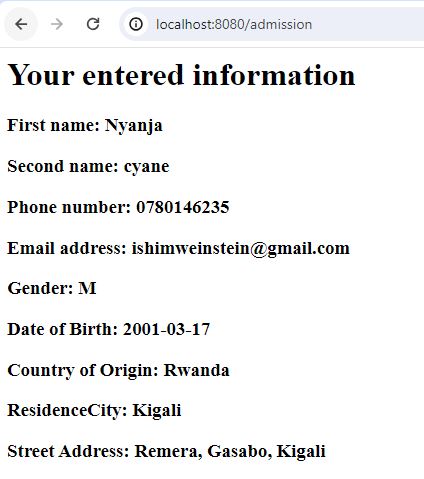 localhost:8080/admission
Your entered information
First name: Nyanja
Second name: cyane
Phone number: 0780146235
Email address: ishimweinstein@gmail.com
Gender: M
Date of Birth: 2001-03-17
Country of Origin: Rwanda
ResidenceCity: Kigali
Street Address: Remera, Gasabo, Kigali